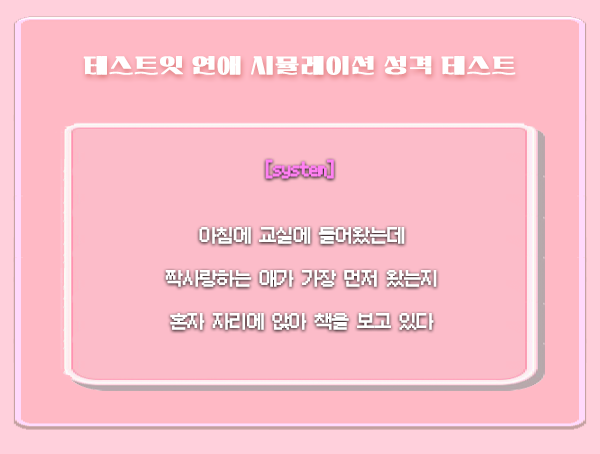 테스트잇 연애 시뮬레이션 성격 테스트
[system]
아침에 교실에 들어왔는데
짝사랑하는 애가 가장 먼저 왔는지
혼자 자리에 앉아 책을 보고 있다